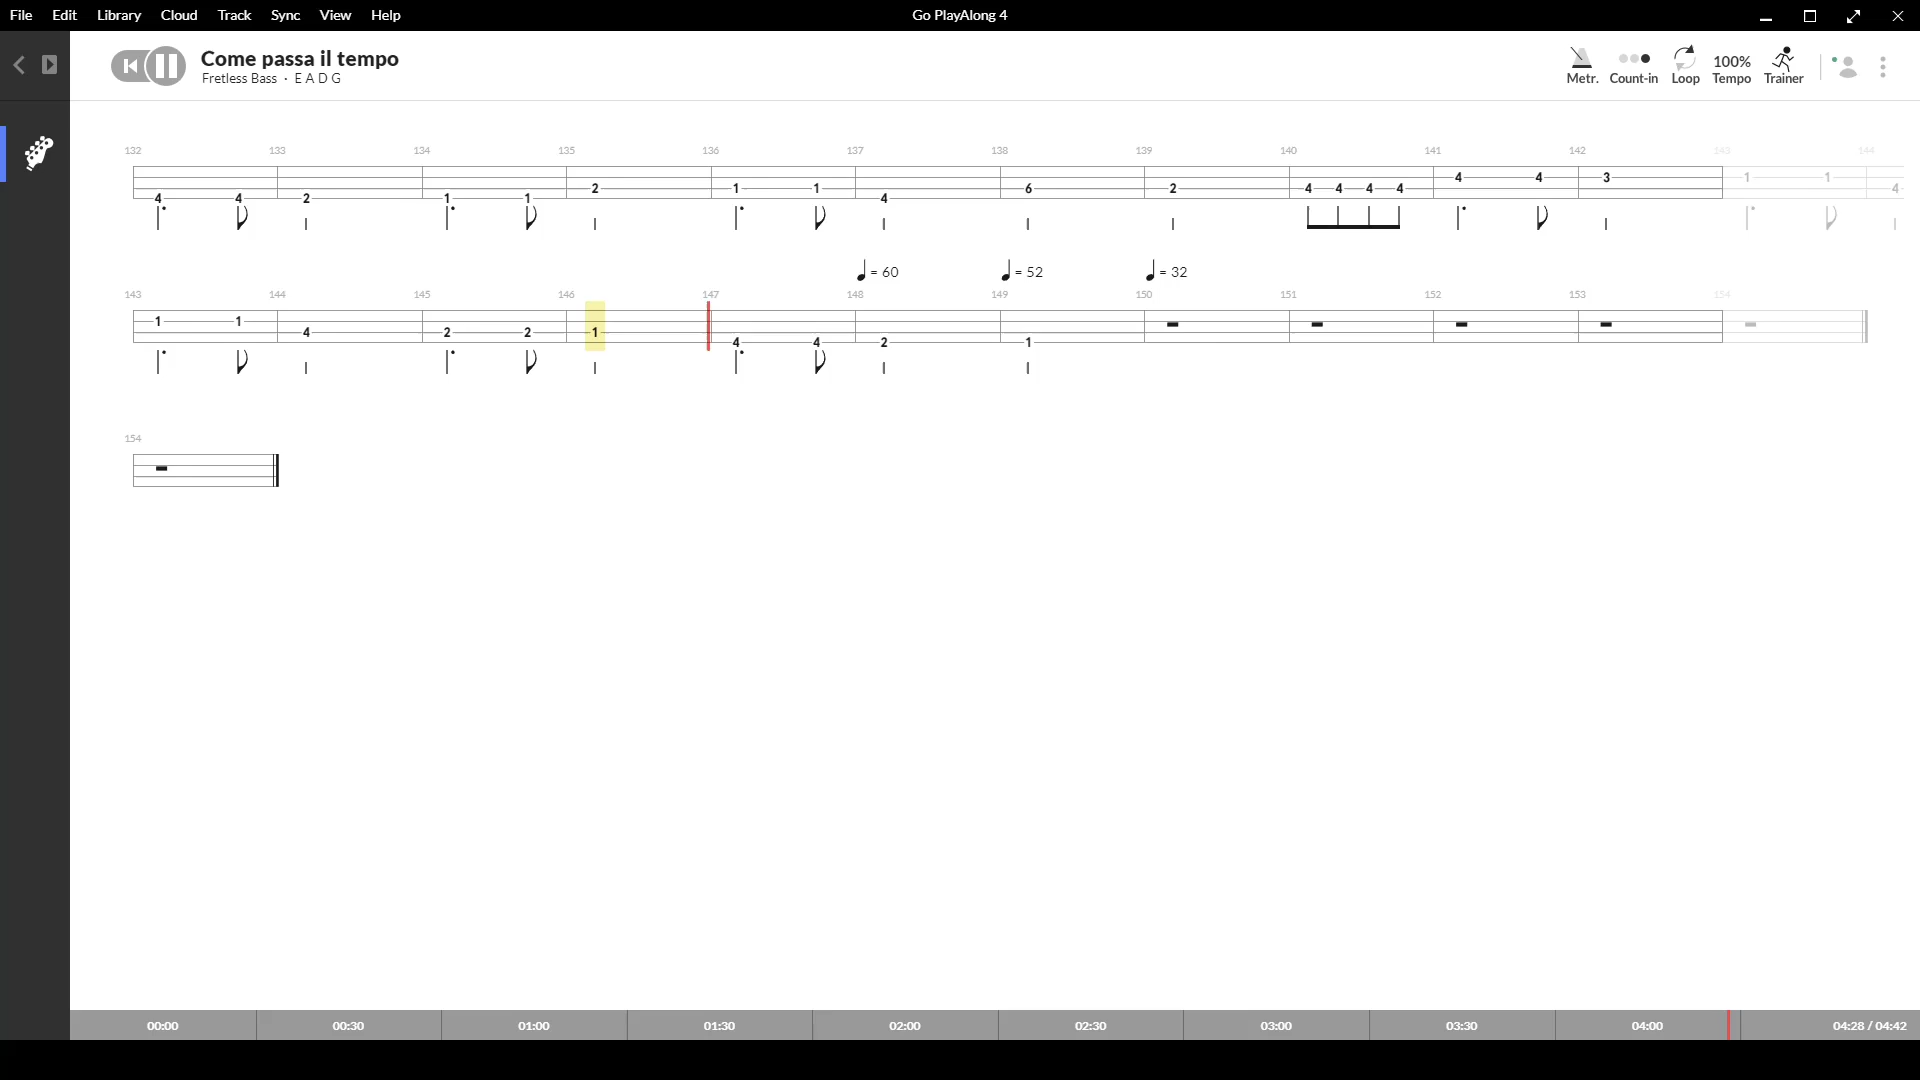 File Edit Library Cloud Track Sync View Help Go PlayAlong 4
Come passa il tempo
Fretless Bass · E A D G
100%
Metr. Count-in Loop Tempo Trainer
132 133 134 135 136 137 138 139 140 141 142 143 144
4 4 3 1 1
2 1 1 6 2 4 4 4 4 4
4 4 2 1 1 4
= 60 = 52 = 32
143 144 145 146 147 148 149 150 151 152 153 154
1 1
4 2 2 1
4 4 2 1
154
00:00 00:30 01:00 01:30 02:00 02:30 03:00 03:30 04:00 04:28 / 04:42